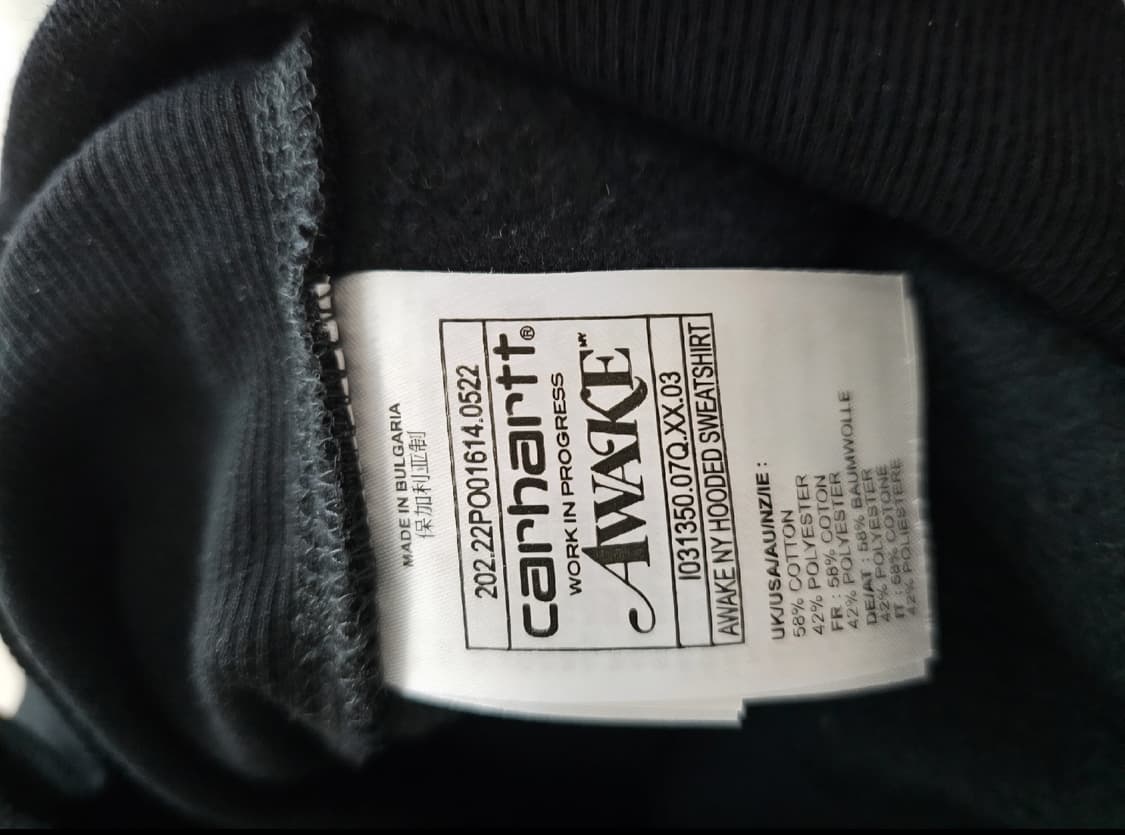 MADE IN BULGARIA
保加利亚制
202.22PO01614.0522
carhartt®
WORK IN PROGRESS
AWAKE NY
I031350.07Q.XX.03
AWAKE NY HOODED SWEATSHIRT
UK/USA/AU/NZ/IE :
58% COTTON
42% POLYESTER
FR : 58% COTON
42% POLYESTER
DE/AT : 58% BAUMWOLLE
42% POLYESTER
IT : 58% COTONE
42% POLIESTERE